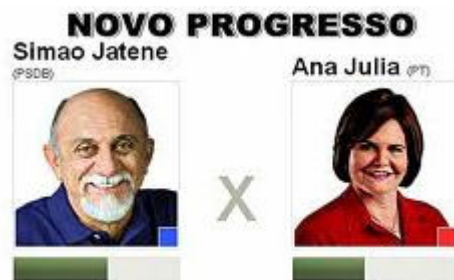 NOVO PROGRESSO
Simao Jatene
(PSDB)
Ana Julia (PT)
X